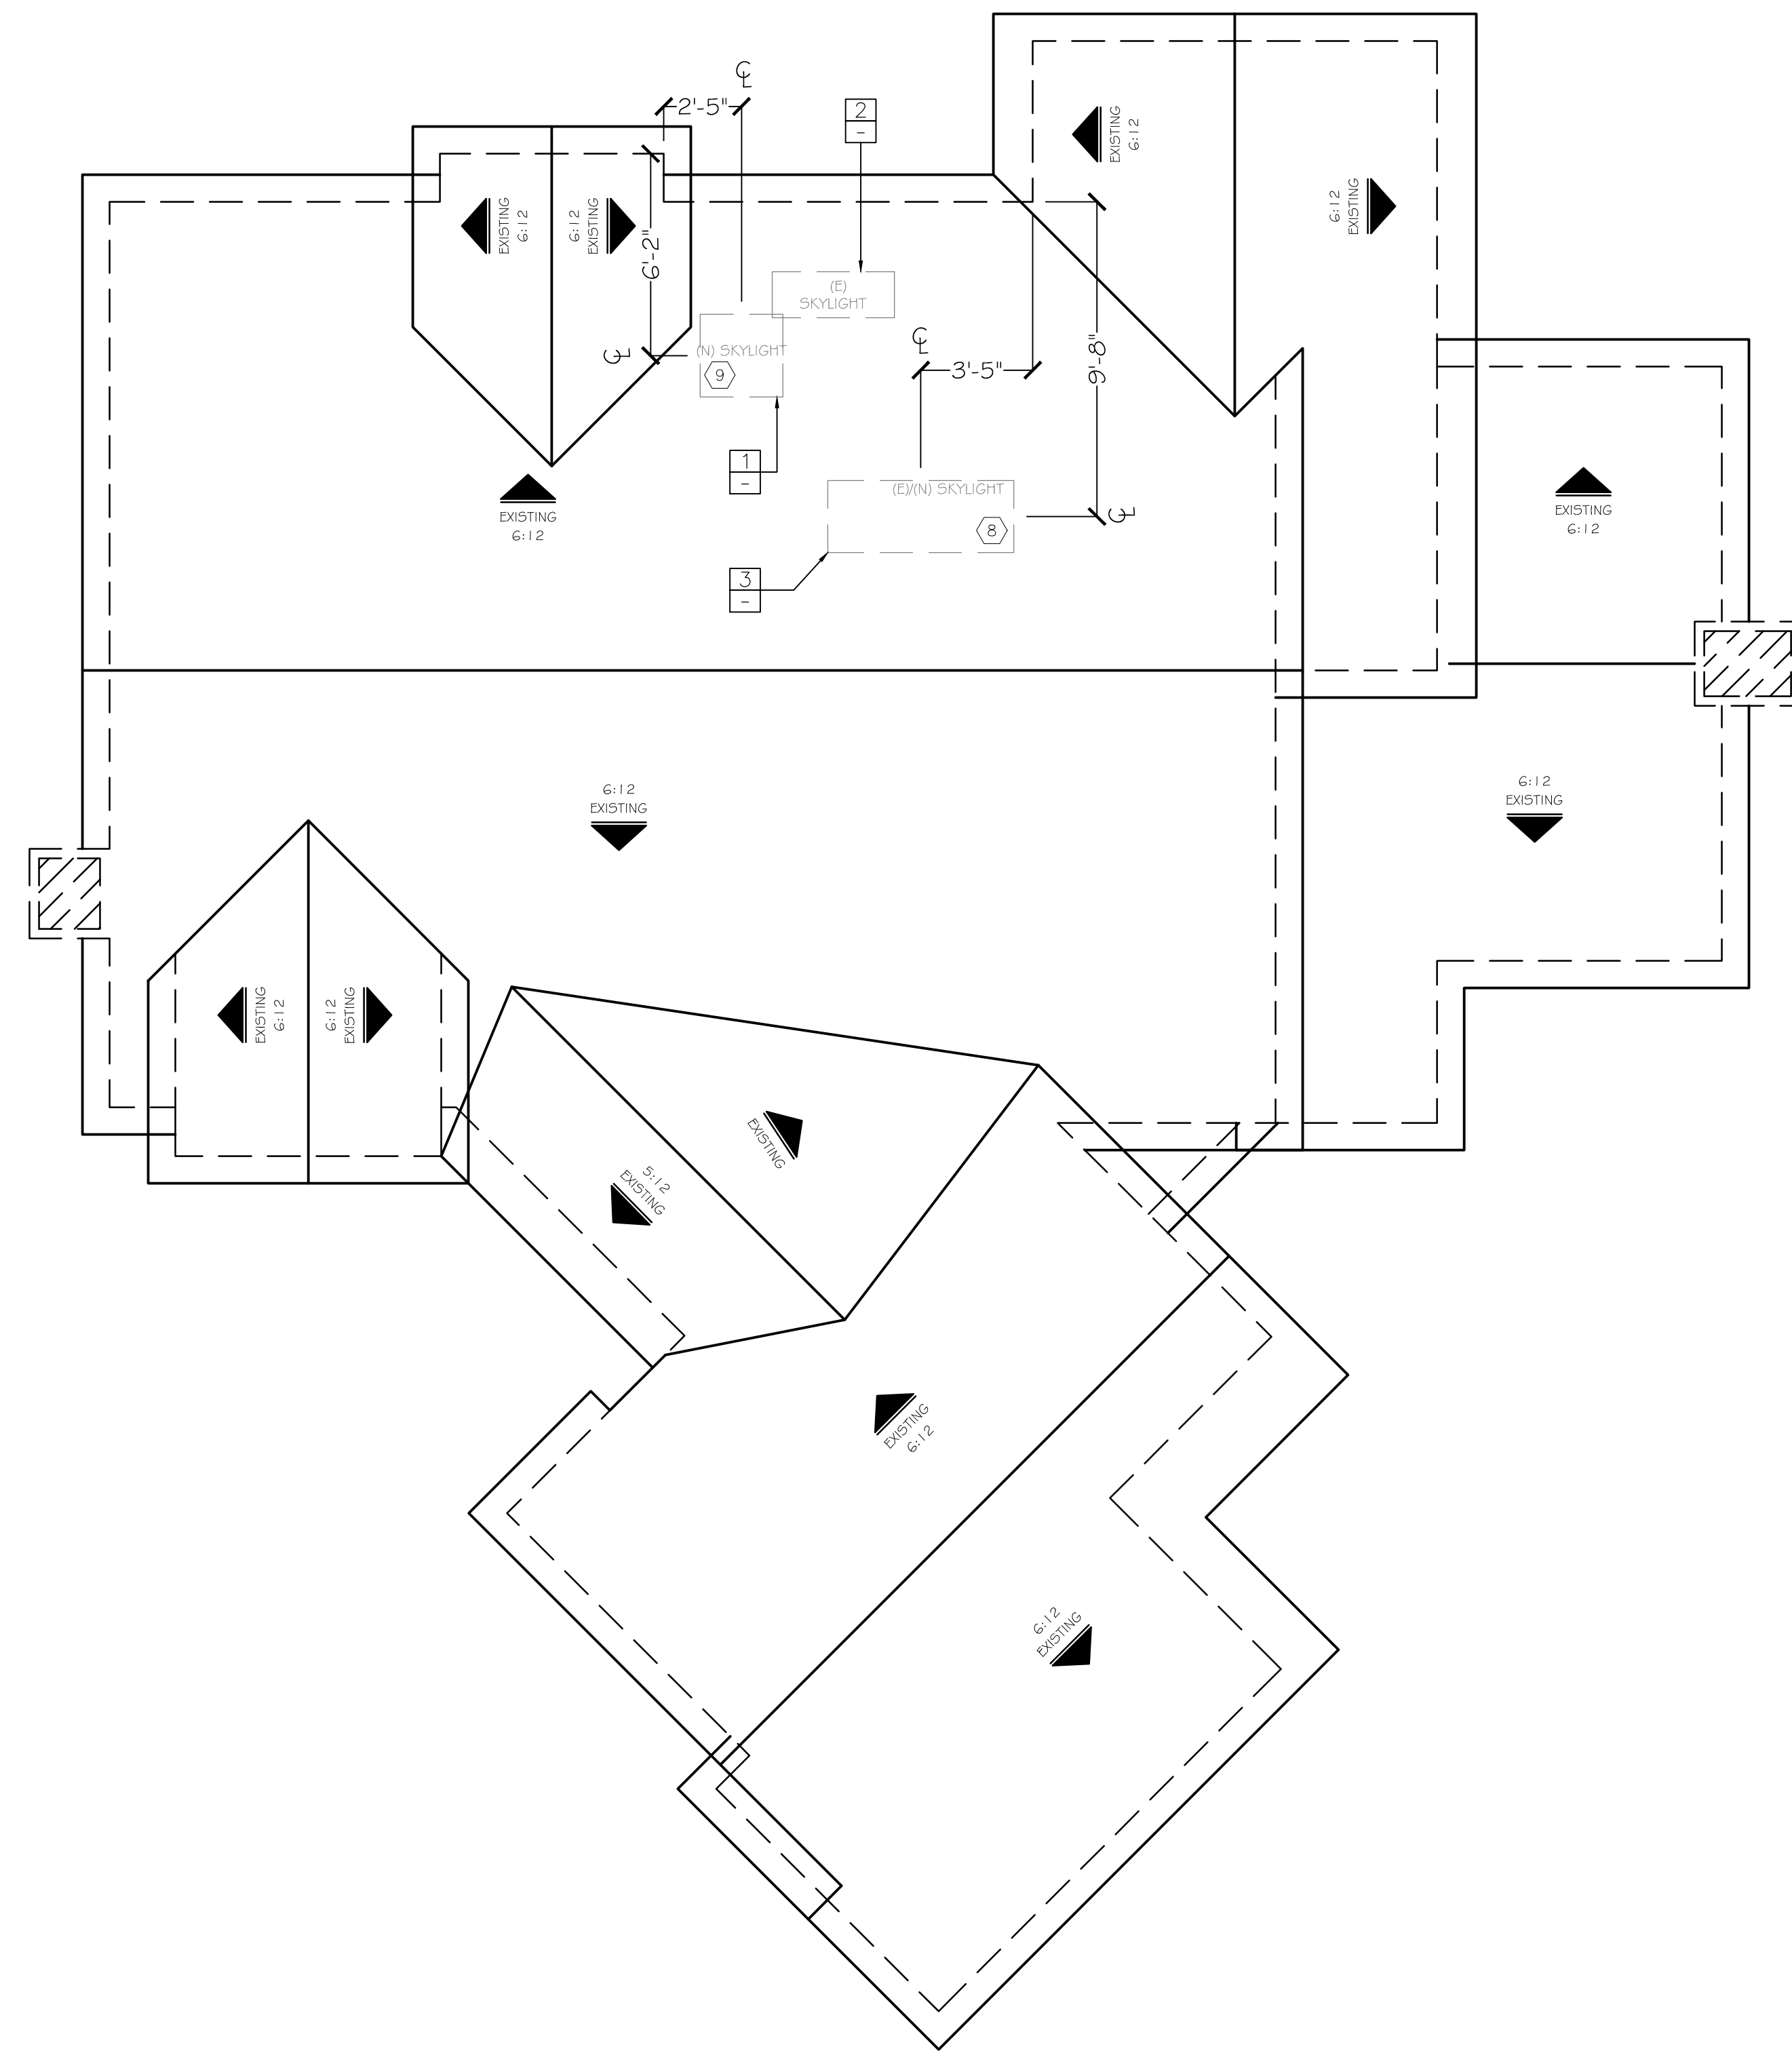 ℄
2'-5"
2
-
EXISTING
6:12
EXISTING
6:12
6:12
EXISTING
6:12
EXISTING
6'-2"
(E)
SKYLIGHT
℄
(N) SKYLIGHT
9
℄
3'-5"
9'-8"
1
-
(E)/(N) SKYLIGHT
8
℄
EXISTING
6:12
EXISTING
6:12
3
-
6:12
EXISTING
6:12
EXISTING
EXISTING
6:12
6:12
EXISTING
EXISTING
5:12
EXISTING
EXISTING
6:12
6:12
EXISTING